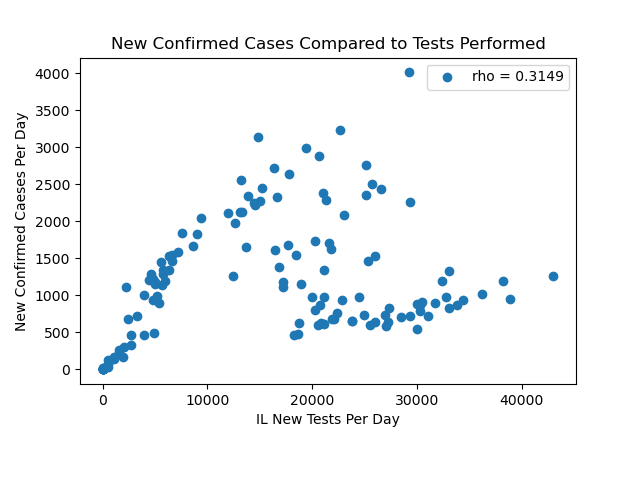 New Confirmed Cases Compared to Tests Performed
rho = 0.3149
4000
3500
3000
2500
2000
1500
1000
500
0
New Confirmed Caeses Per Day
0 10000 20000 30000 40000
IL New Tests Per Day